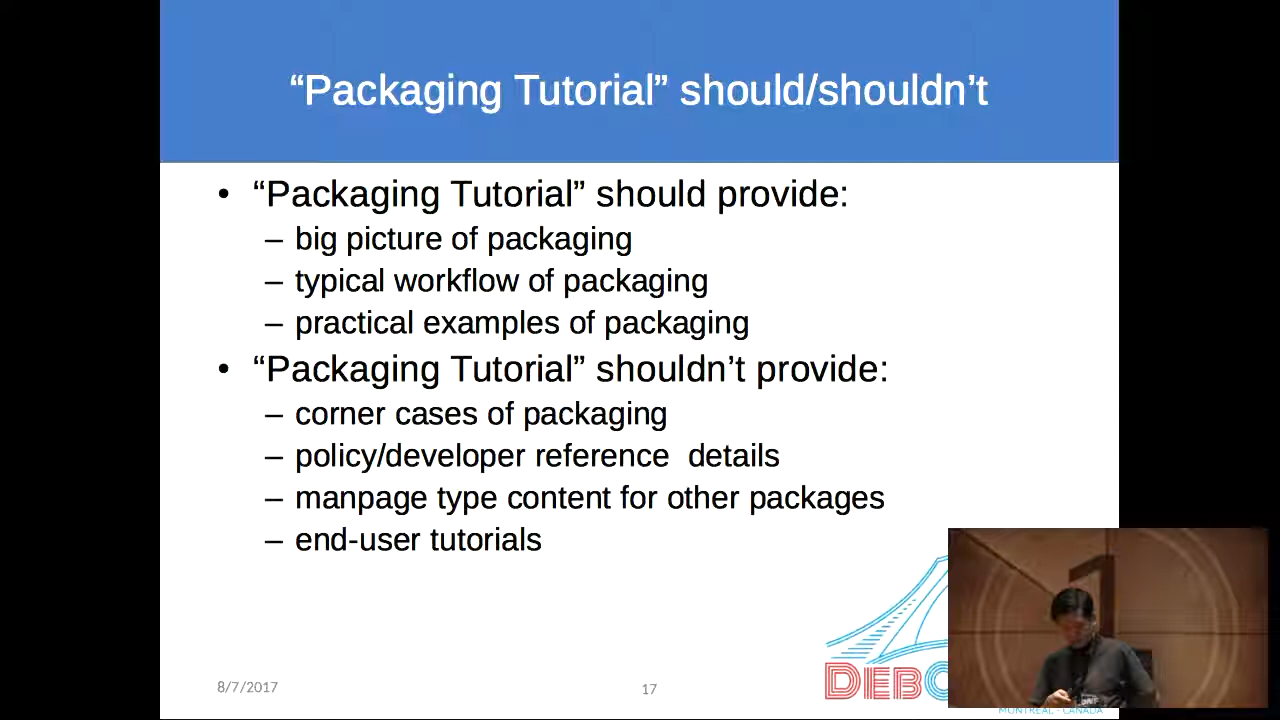 “Packaging Tutorial” should/shouldn’t
• “Packaging Tutorial” should provide:
– big picture of packaging
– typical workflow of packaging
– practical examples of packaging
• “Packaging Tutorial” shouldn’t provide:
– corner cases of packaging
– policy/developer reference  details
– manpage type content for other packages
– end-user tutorials
8/7/2017
17
MONTREAL · CANADA